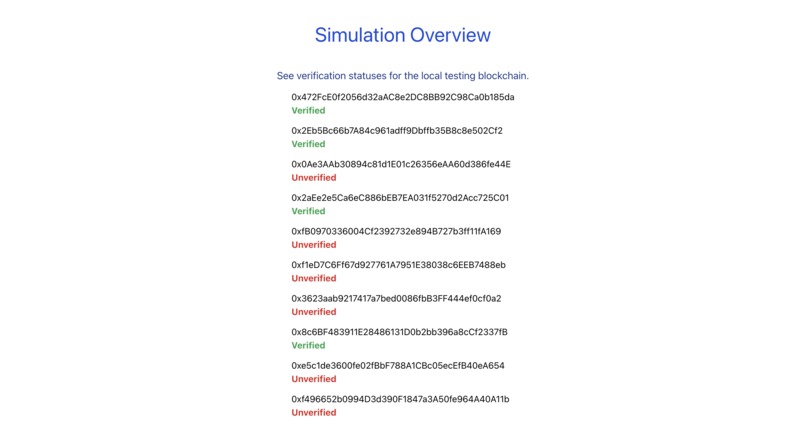 Simulation Overview
See verification statuses for the local testing blockchain.
0x472FcE0f2056d32aAC8e2DC8BB92C98Ca0b185da
Verified
0x2Eb5Bc66b7A84c961adff9Dbffb35B8c8e502Cf2
Verified
0x0Ae3AAb30894c81d1E01c26356eAA60d386fe44E
Unverified
0x2aEe2e5Ca6eC886bEB7EA031f5270d2Acc725C01
Verified
0xfB0970336004Cf2392732e894B727b3ff11fA169
Unverified
0xf1eD7C6Ff67d927761A7951E38038c6EEB7488eb
Unverified
0x3623aab9217417a7bed0086fbB3FF444ef0cf0a2
Unverified
0x8c6BF483911E28486131D0b2bb396a8cCf2337fB
Verified
0xe5c1de3600fe02fBbF788A1CBc05ecEfB40eA654
Unverified
0xf496652b0994D3d390F1847a3A50fe964A40A11b
Unverified